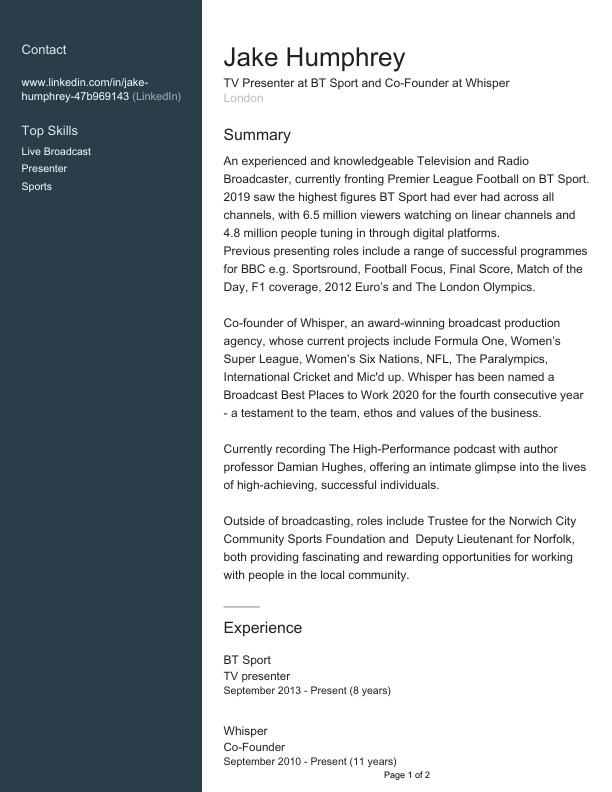 Contact
www.linkedin.com/in/jake-
humphrey-47b969143 (LinkedIn)
Top Skills
Live Broadcast
Presenter
Sports
Jake Humphrey
TV Presenter at BT Sport and Co-Founder at Whisper
London
Summary
An experienced and knowledgeable Television and Radio
Broadcaster, currently fronting Premier League Football on BT Sport.
2019 saw the highest figures BT Sport had ever had across all
channels, with 6.5 million viewers watching on linear channels and
4.8 million people tuning in through digital platforms.
Previous presenting roles include a range of successful programmes
for BBC e.g. Sportsround, Football Focus, Final Score, Match of the
Day, F1 coverage, 2012 Euro's and The London Olympics.
Co-founder of Whisper, an award-winning broadcast production
agency, whose current projects include Formula One, Women's
Super League, Women's Six Nations, NFL, The Paralympics,
International Cricket and Mic'd up. Whisper has been named a
Broadcast Best Places to Work 2020 for the fourth consecutive year
- a testament to the team, ethos and values of the business.
Currently recording The High-Performance podcast with author
professor Damian Hughes, offering an intimate glimpse into the lives
of high-achieving, successful individuals.
Outside of broadcasting, roles include Trustee for the Norwich City
Community Sports Foundation and  Deputy Lieutenant for Norfolk,
both providing fascinating and rewarding opportunities for working
with people in the local community.
Experience
BT Sport
TV presenter
September 2013 - Present (8 years)
Whisper
Co-Founder
September 2010 - Present (11 years)
Page 1 of 2